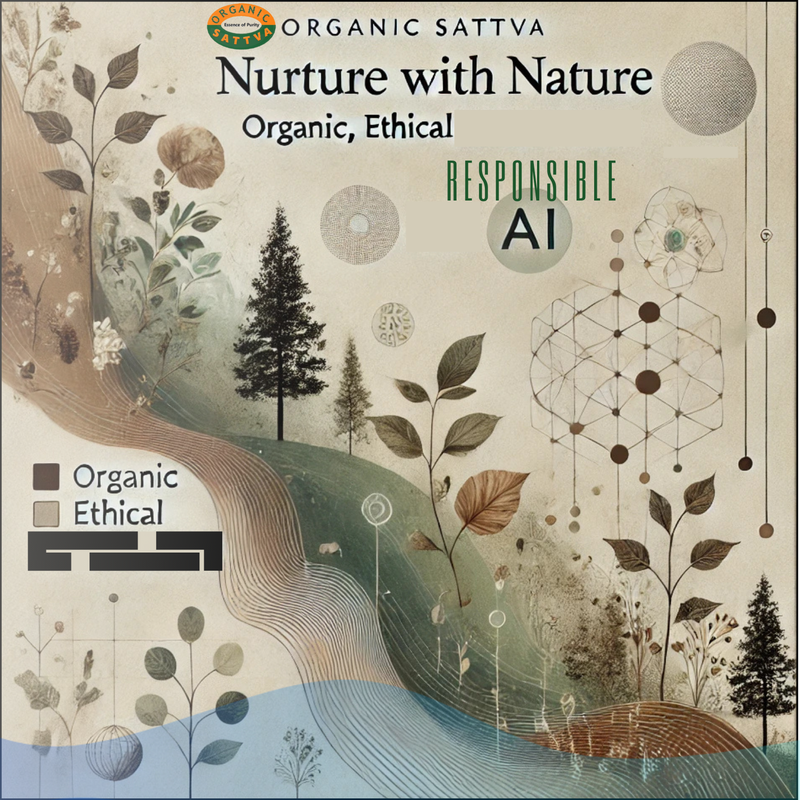 ORGANIC
Essence of Purity
SATTVA
ORGANIC SATTVA
Nurture with Nature
Organic, Ethical
RESPONSIBLE
AI
Organic
Ethical